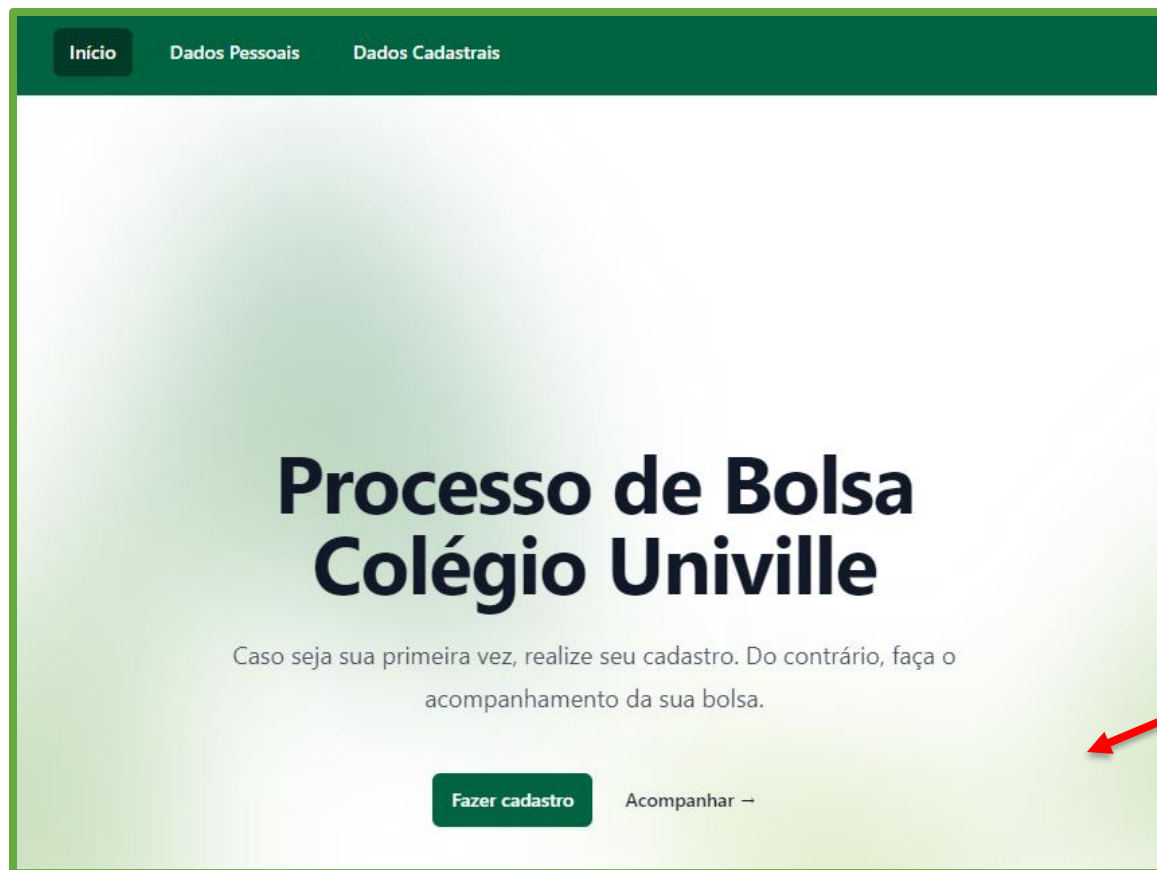 Início Dados Pessoais Dados Cadastrais
Processo de Bolsa
Colégio Univille
Caso seja sua primeira vez, realize seu cadastro. Do contrário, faça o
acompanhamento da sua bolsa.
Fazer cadastro Acompanhar →